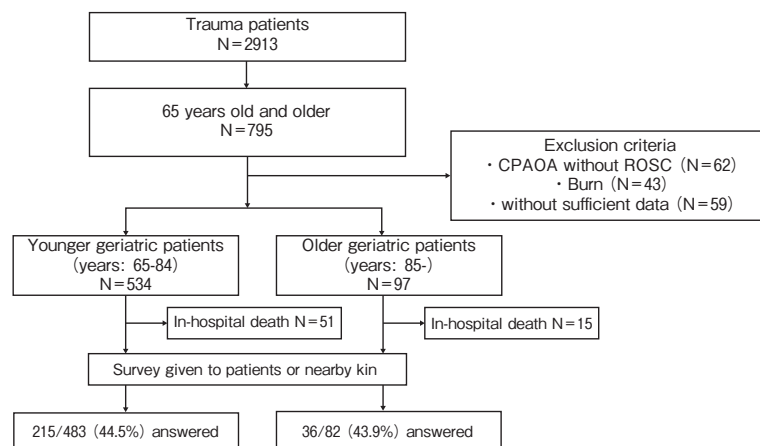 Trauma patients
N=2913
65 years old and older
N=795
Exclusion criteria
・CPAOA without ROSC (N=62)
・Burn (N=43)
・without sufficient data (N=59)
Younger geriatric patients
(years: 65-84)
N=534
Older geriatric patients
(years: 85-)
N=97
In-hospital death N=51
In-hospital death N=15
Survey given to patients or nearby kin
215/483 (44.5%) answered
36/82 (43.9%) answered